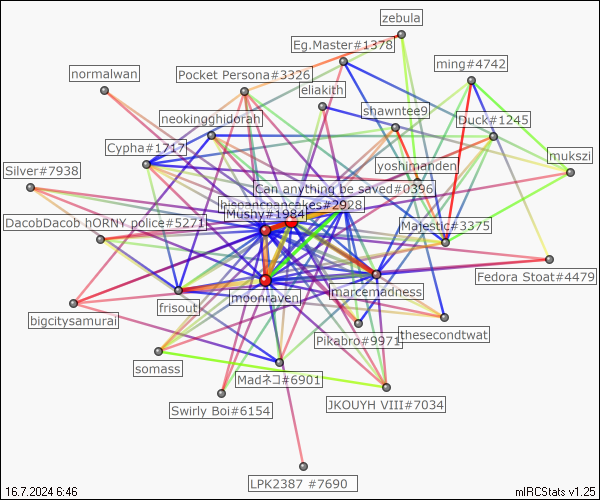 zebula
Eg.Master#1378
ming#4742
normalwan
Pocket Persona#3326
eliakith
shawntee9
neokingghidorah
Duck#1245
Cypha#1717
mukszi
yoshimanden
Silver#7938
Can anything be saved#0396
Mushy#1984
DacobDacob hORNY police#5271
Majestic#3375
Fedora Stoat#4479
moonraven
marcemadness
frisout
bigcitysamurai
Pikabro#9971
thesecondtwat
somass
Madネコ#6901
Swirly Boi#6154
JKOUYH VIII#7034
LPK2387 #7690
16.7.2024 6:46
mIRCStats v1.25